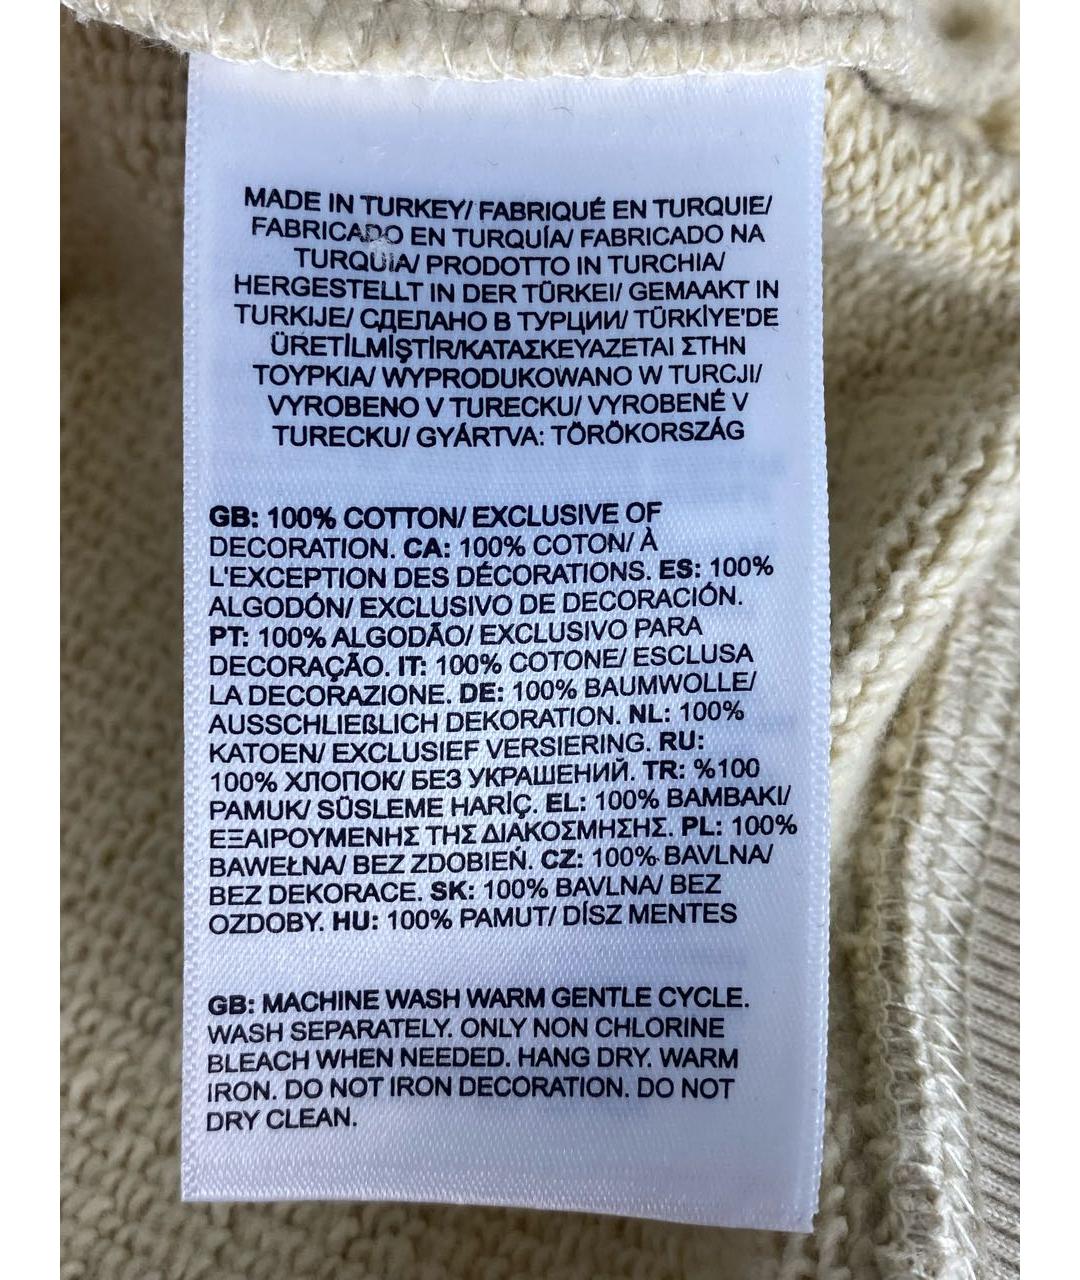 MADE IN TURKEY/ FABRIQUÉ EN TURQUIE/
FABRICADO EN TURQUÍA/ FABRICADO NA
TURQUIA/ PRODOTTO IN TURCHIA/
HERGESTELLT IN DER TÜRKEI/ GEMAAKT IN
TURKIJE/ СДЕЛАНО В ТУРЦИИ/ TÜRKİYE'DE
ÜRETİLMİŞTİR/ΚΑΤΑΣΚΕΥΑΖΕΤΑΙ ΣΤΗΝ
ΤΟΥΡΚΙΑ/ WYPRODUKOWANO W TURCJI/
VYROBENO V TURECKU/ VYROBENÉ V
TURECKU/ GYÁRTVA: TÖRÖKORSZÁG
GB: 100% COTTON/ EXCLUSIVE OF
DECORATION. CA: 100% COTON/ À
L'EXCEPTION DES DÉCORATIONS. ES: 100%
ALGODÓN/ EXCLUSIVO DE DECORACIÓN.
PT: 100% ALGODÃO/ EXCLUSIVO PARA
DECORAÇÃO. IT: 100% COTONE/ ESCLUSA
LA DECORAZIONE. DE: 100% BAUMWOLLE/
AUSSCHLIEßLICH DEKORATION. NL: 100%
KATOEN/ EXCLUSIEF VERSIERING. RU:
100% ХЛОПОК/ БЕЗ УКРАШЕНИЙ. TR: %100
PAMUK/ SÜSLEME HARİÇ. EL: 100% ΒΑΜΒΑΚΙ/
ΕΞΑΙΡΟΥΜΕΝΗΣ ΤΗΣ ΔΙΑΚΟΣΜΗΣΗΣ. PL: 100%
BAWEŁNA/ BEZ ZDOBIEŃ. CZ: 100% BAVLNA/
BEZ DEKORACE. SK: 100% BAVLNA/ BEZ
OZDOBY. HU: 100% PAMUT/ DÍSZ MENTES
GB: MACHINE WASH WARM GENTLE CYCLE.
WASH SEPARATELY. ONLY NON CHLORINE
BLEACH WHEN NEEDED. HANG DRY. WARM
IRON. DO NOT IRON DECORATION. DO NOT
DRY CLEAN.